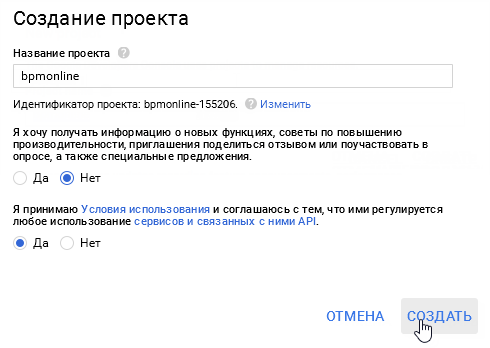 Создание проекта
Название проекта
bpmonline
Идентификатор проекта: bpmonline-155206. Изменить
Я хочу получать информацию о новых функциях, советы по повышению
производительности, приглашения поделиться отзывом или поучаствовать в
опросе, а также специальные предложения.
Да Нет
Я принимаю Условия использования и соглашаюсь с тем, что ими регулируется
любое использование сервисов и связанных с ними API.
Да Нет
ОТМЕНА СОЗДАТЬ